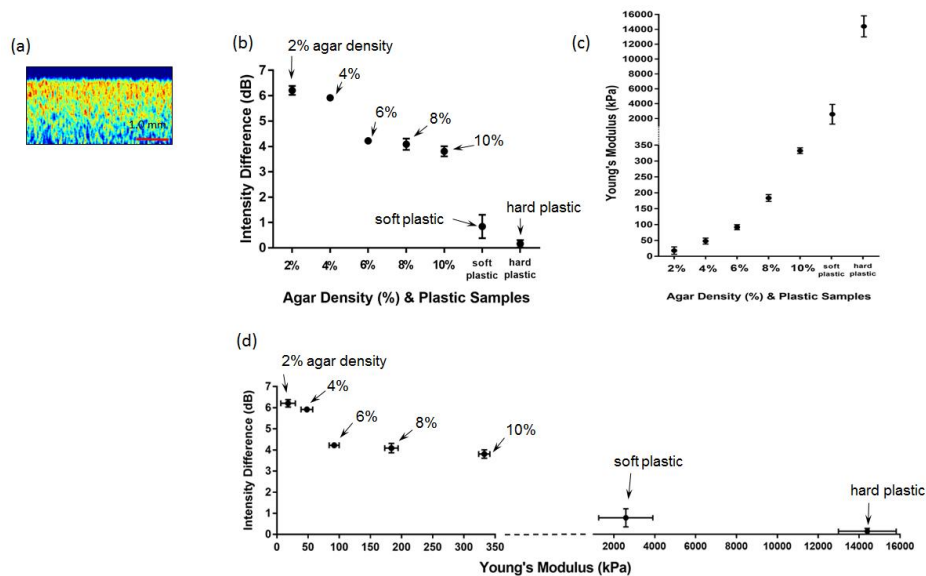 (a)
1.0 mm
(b)
2% agar density
4%
6%
8%
10%
soft plastic
hard plastic
Intensity Difference (dB)
7
6
5
4
3
2
1
0
2% 4% 6% 8% 10% soft plastic hard plastic
Agar Density (%) & Plastic Samples
(c)
Young's Modulus (kPa)
16000
14000
12000
10000
8000
6000
4000
2000
350
300
250
200
150
100
50
000
2% 4% 6% 8% 10% soft plastic hard plastic
Agar Density (%) & Plastic Samples
(d)
2% agar density
4%
6%
8%
10%
soft plastic
hard plastic
Intensity Difference (dB)
7
6
5
4
3
2
1
0
0 50 100 150 200 250 300 350 2000 4000 6000 8000 10000 12000 14000 16000
Young's Modulus (kPa)